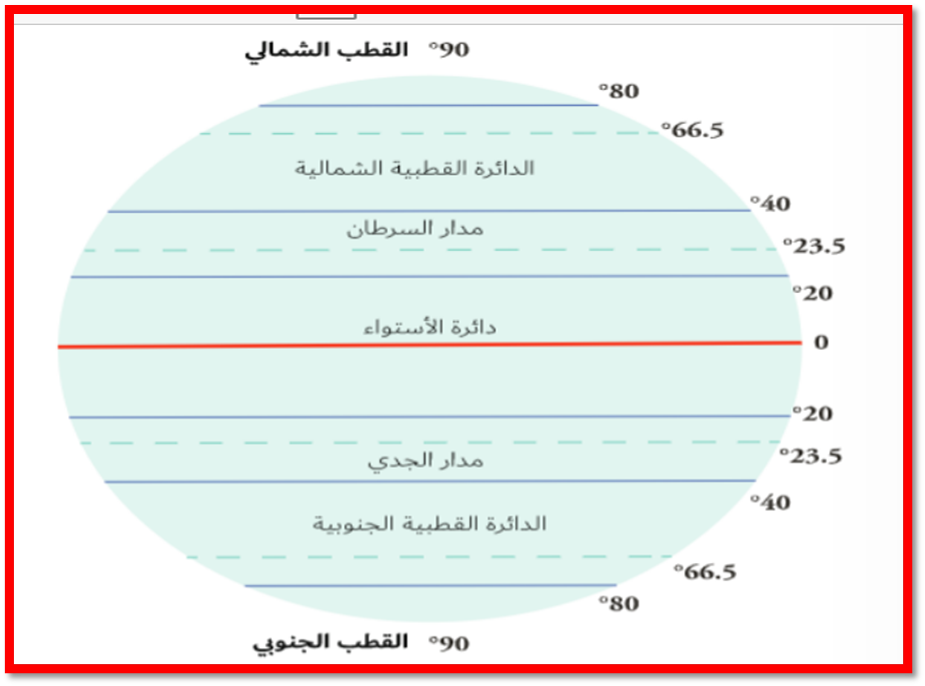 القطب الشمالي 90°
80°
66.5°
الدائرة القطبية الشمالية
40°
مدار السرطان
23.5°
20°
دائرة الأستواء
0
20°
23.5°
مدار الجدي
40°
الدائرة القطبية الجنوبية
66.5°
80°
القطب الجنوبي 90°